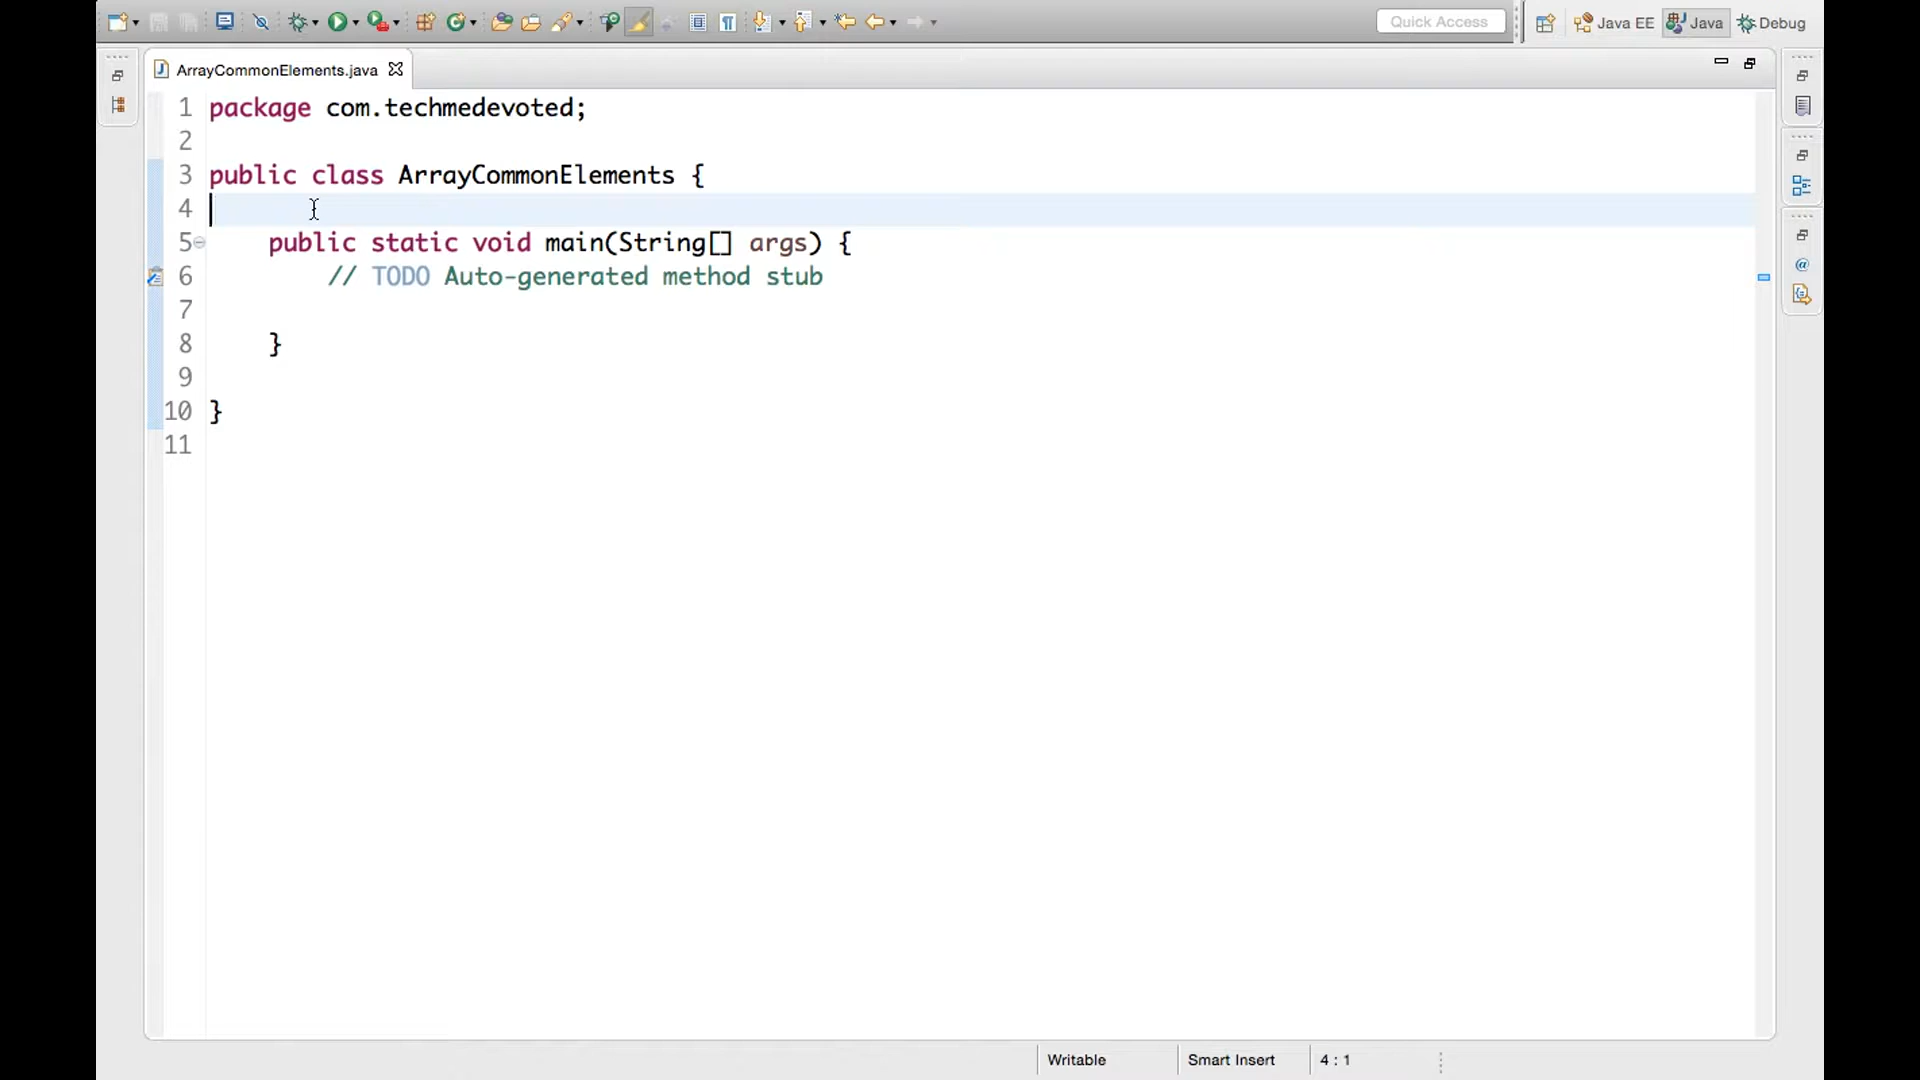 Quick Access
Java EE
Java
Debug
ArrayCommonElements.java
1 package com.techmedevoted;
2
3 public class ArrayCommonElements {
4
5 public static void main(String[] args) {
6 // TODO Auto-generated method stub
7
8 }
9
10 }
11
Writable
Smart Insert
4 : 1